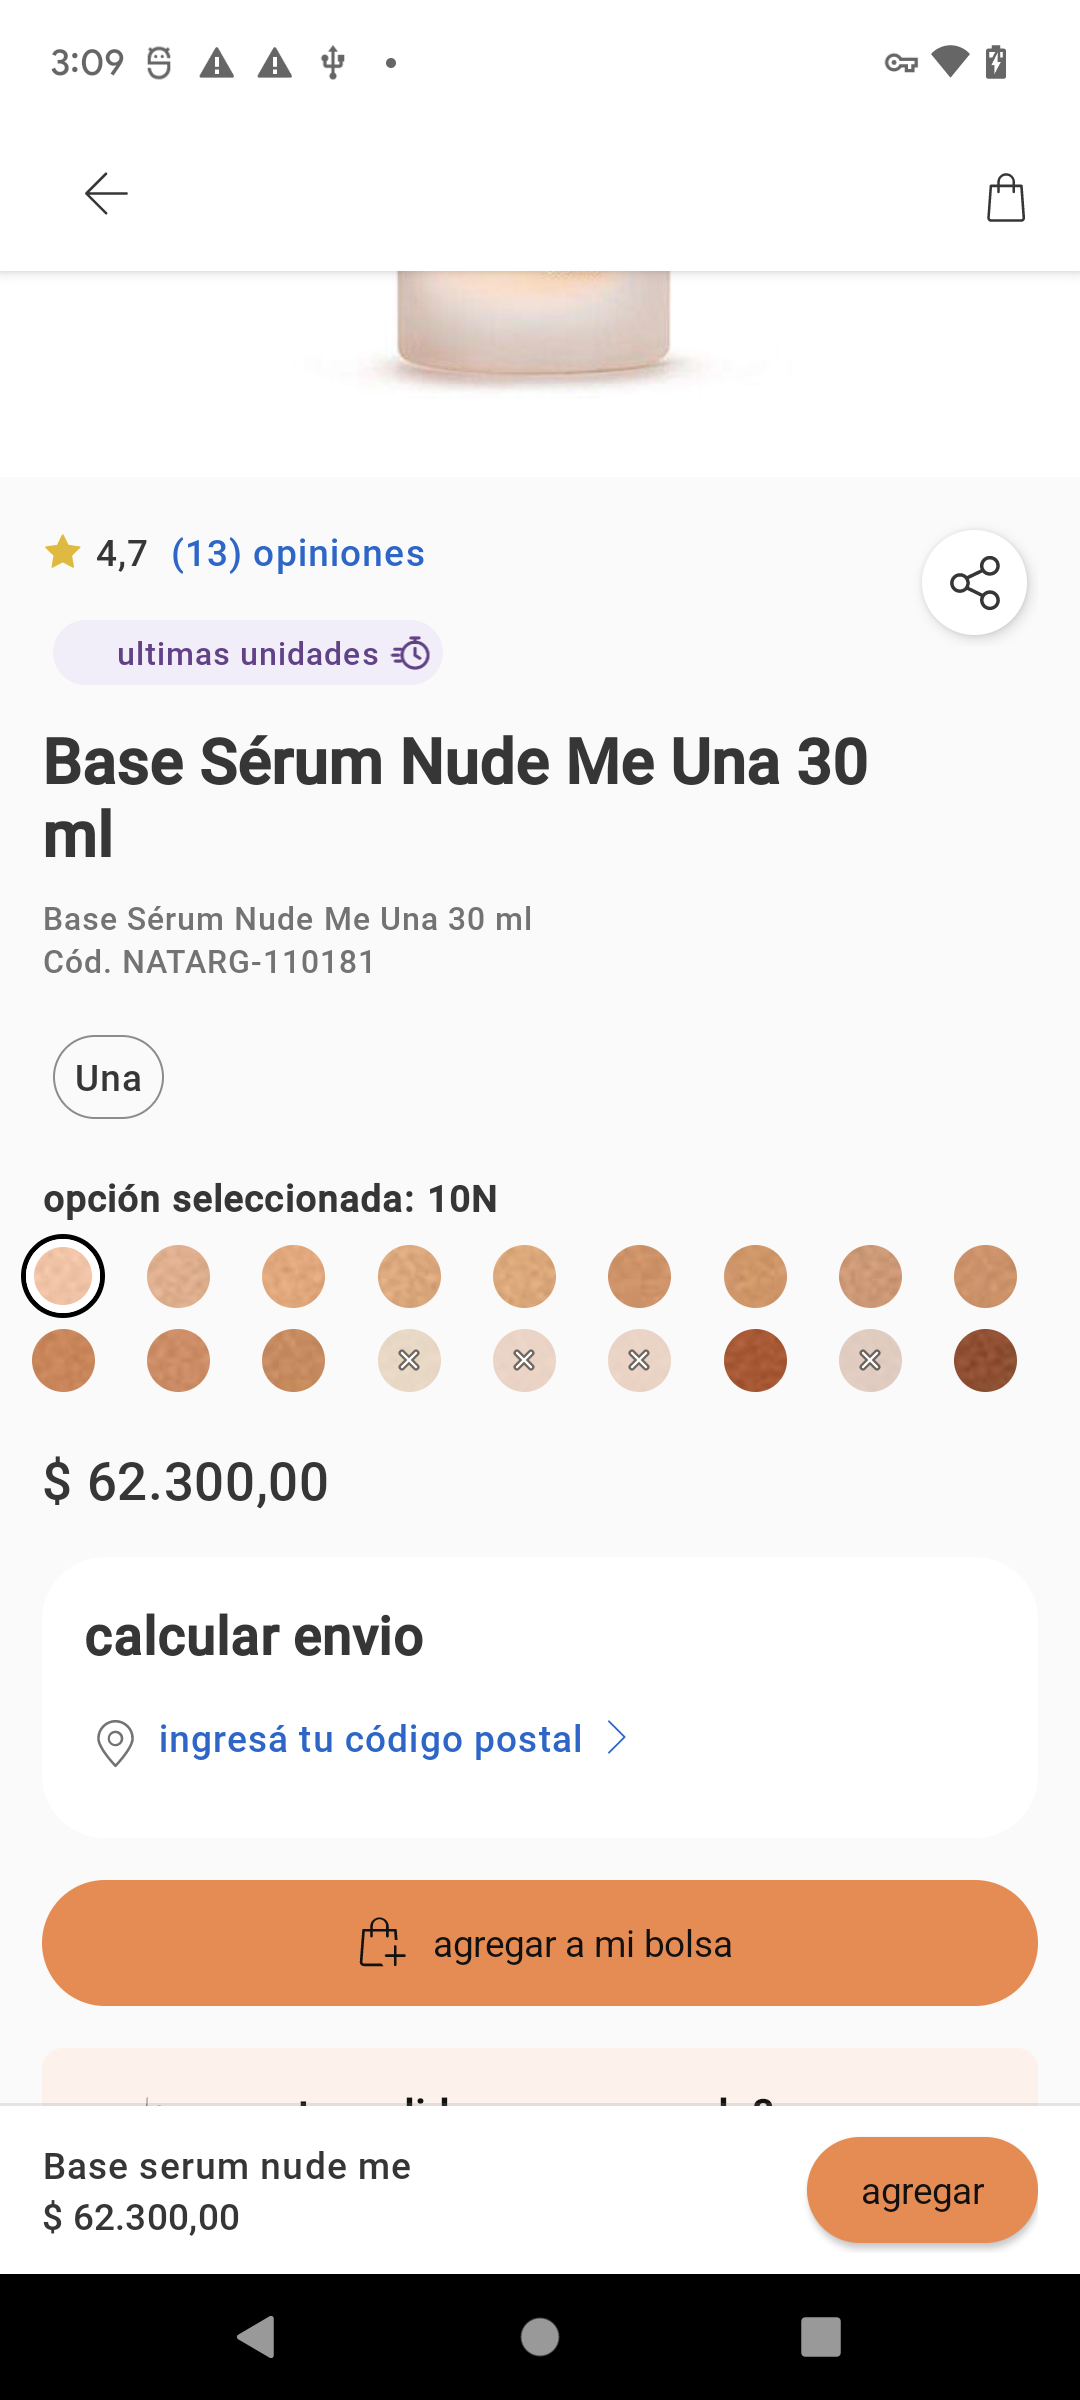 3:09
4,7 (13) opiniones
ultimas unidades
Base Sérum Nude Me Una 30
ml
Base Sérum Nude Me Una 30 ml
Cód. NATARG-110181
Una
opción seleccionada: 10N
$ 62.300,00
calcular envio
ingresá tu código postal
agregar a mi bolsa
Base serum nude me
$ 62.300,00
agregar